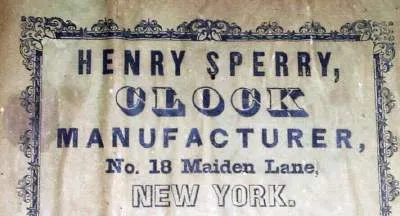 HENRY SPERRY,
CLOCK
MANUFACTURER,
No. 18 Maiden Lane,
NEW YORK.